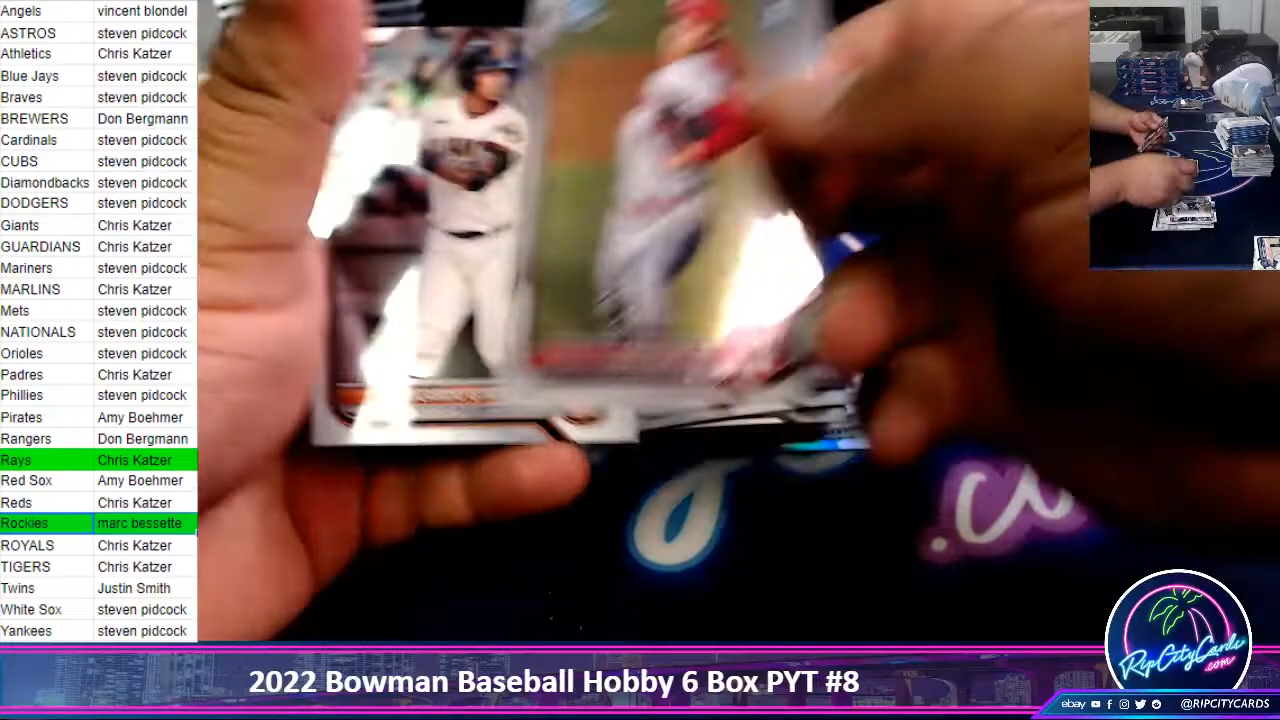 Angels vincent blondel
ASTROS steven pidcock
Athletics Chris Katzer
Blue Jays steven pidcock
Braves steven pidcock
BREWERS Don Bergmann
Cardinals steven pidcock
CUBS steven pidcock
Diamondbacks steven pidcock
DODGERS steven pidcock
Giants Chris Katzer
GUARDIANS Chris Katzer
Mariners steven pidcock
MARLINS Chris Katzer
Mets steven pidcock
NATIONALS steven pidcock
Orioles steven pidcock
Padres Chris Katzer
Phillies steven pidcock
Pirates Amy Boehmer
Rangers Don Bergmann
Rays Chris Katzer
Red Sox Amy Boehmer
Reds Chris Katzer
Rockies marc bessette
ROYALS Chris Katzer
TIGERS Chris Katzer
Twins Justin Smith
White Sox steven pidcock
Yankees steven pidcock
2022 Bowman Baseball Hobby 6 Box PYT #8
RipCityCards
.com
ebay @RIPCITYCARDS